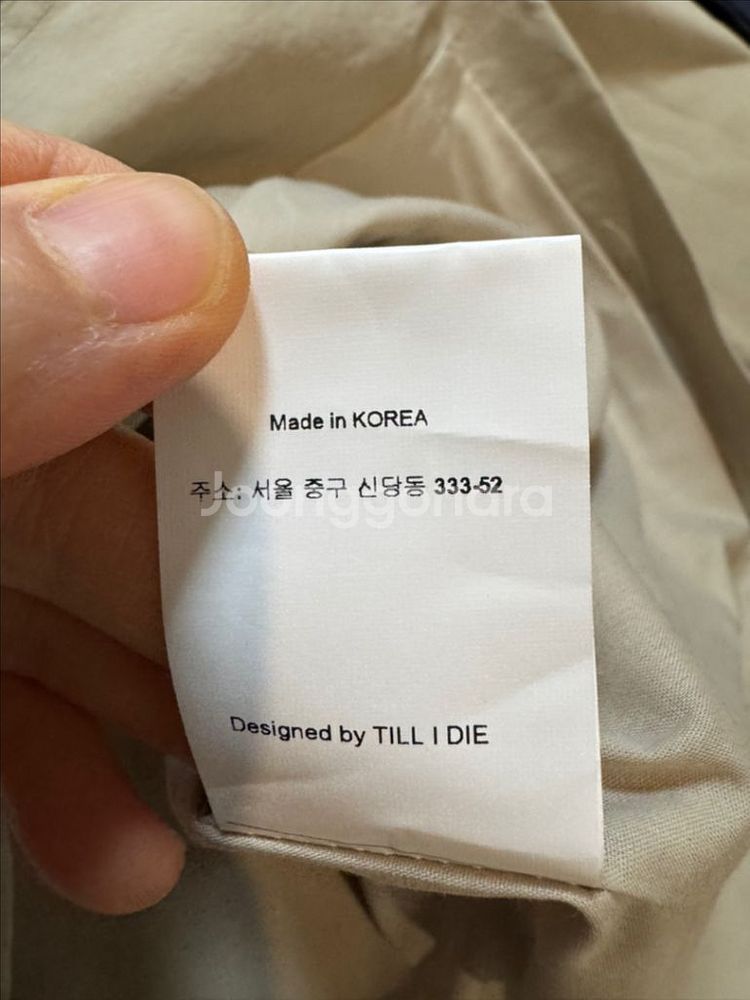 Made in KOREA
주소: 서울 중구 신당동 333-52
Joonggonara
Designed by TILL I DIE